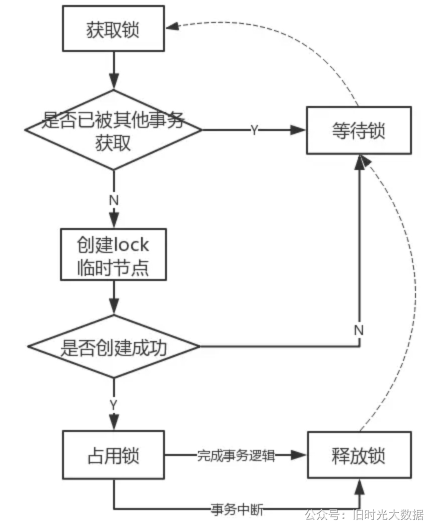 获取锁
是否已被其他事务
获取
Y
等待锁
N
创建lock
临时节点
N
是否创建成功
Y
占用锁
完成事务逻辑
释放锁
事务中断
公众号：旧时光大数据